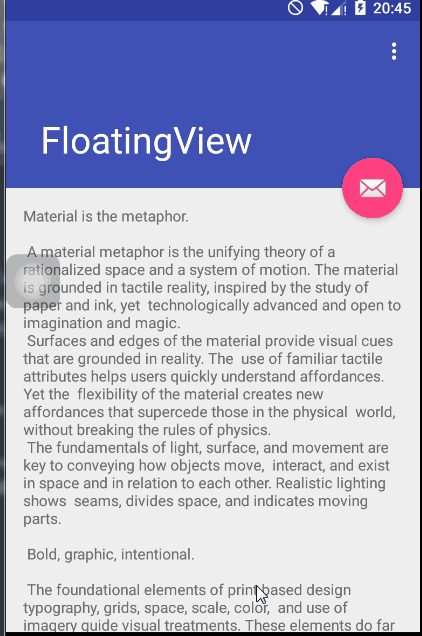 20:45
FloatingView
Material is the metaphor.
A material metaphor is the unifying theory of a
rationalized space and a system of motion. The material
is grounded in tactile reality, inspired by the study of
paper and ink, yet  technologically advanced and open to
imagination and magic.
Surfaces and edges of the material provide visual cues
that are grounded in reality. The  use of familiar tactile
attributes helps users quickly understand affordances.
Yet the  flexibility of the material creates new
affordances that supercede those in the physical  world,
without breaking the rules of physics.
The fundamentals of light, surface, and movement are
key to conveying how objects move,  interact, and exist
in space and in relation to each other. Realistic lighting
shows  seams, divides space, and indicates moving
parts.
Bold, graphic, intentional.
The foundational elements of print based design
typography, grids, space, scale, color,  and use of
imagery guide visual treatments. These elements do far